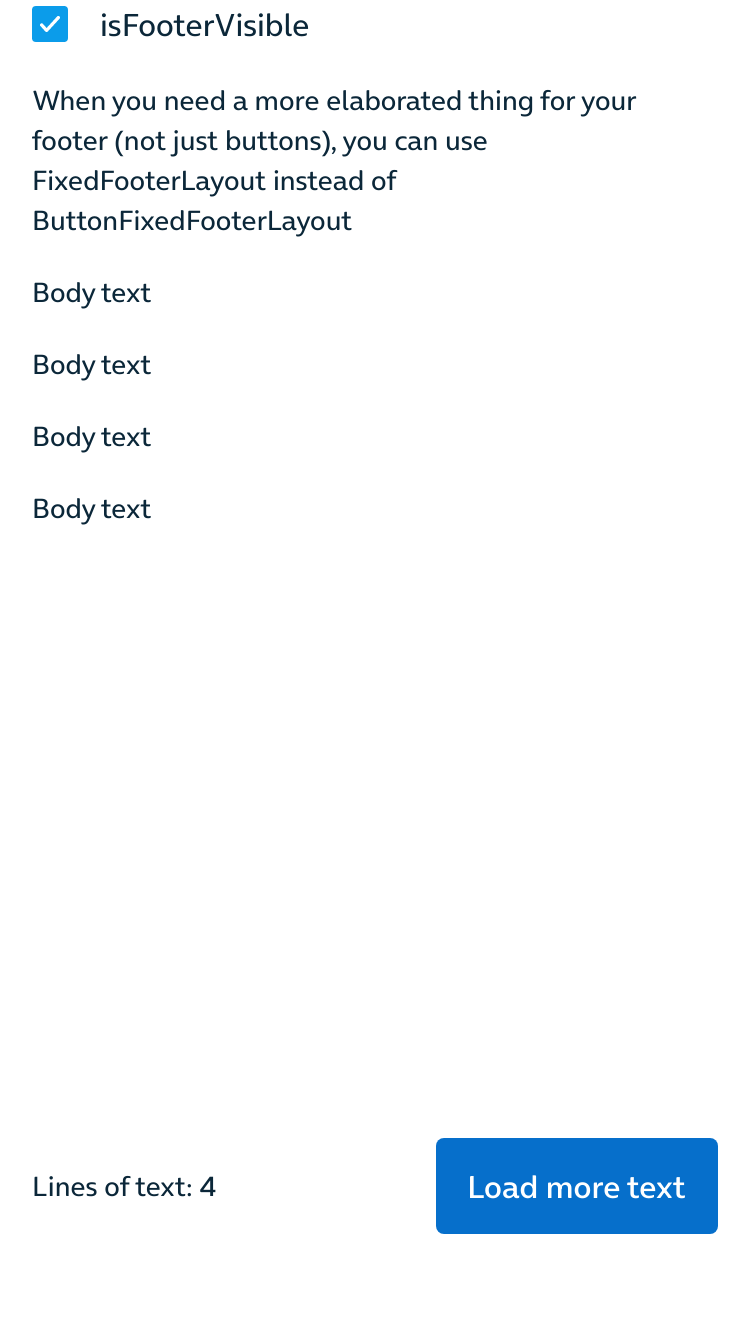 isFooterVisible
When you need a more elaborated thing for your
footer (not just buttons), you can use
FixedFooterLayout instead of
ButtonFixedFooterLayout
Body text
Body text
Body text
Body text
Lines of text: 4
Load more text